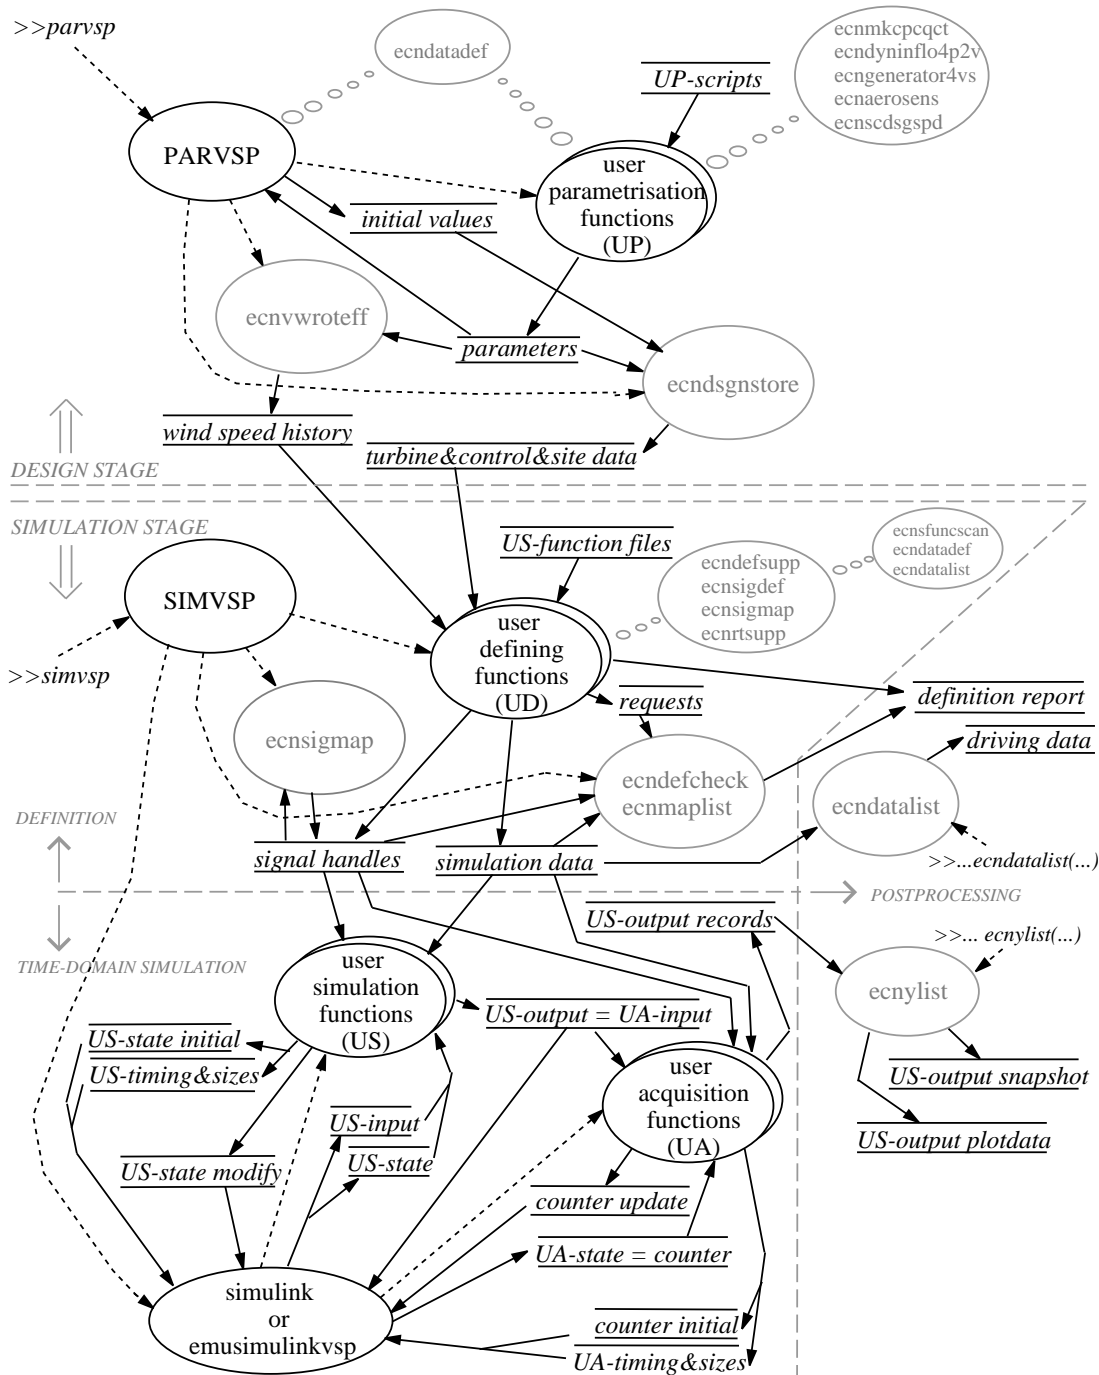 >>parvsp
ecndatadef
ecnmkcpcqct
ecndyninflo4p2v
ecngenerator4vs
ecnaerosens
ecnscdsgspd
UP-scripts
PARVSP
user
parametrisation
functions
(UP)
initial values
ecnvwroteff
parameters
ecndsgnstore
wind speed history
turbine&control&site data
DESIGN STAGE
SIMULATION STAGE
US-function files
ecnsfuncscan
ecndatadef
ecndatalist
ecndefsupp
ecnsigdef
ecnsigmap
ecnrtsupp
SIMVSP
user
defining
functions
(UD)
>>simvsp
requests
definition report
ecnsigmap
driving data
ecndefcheck
ecnmaplist
ecndatalist
DEFINITION
signal handles
simulation data
>>...ecndatalist(...)
POSTPROCESSING
US-output records
>>... ecnylist(...)
TIME-DOMAIN SIMULATION
user
simulation
functions
(US)
ecnylist
US-output = UA-input
US-state initial
US-timing&sizes
user
acquisition
functions
(UA)
US-output snapshot
US-input
US-output plotdata
US-state
US-state modify
counter update
UA-state = counter
simulink
or
emusimulinkvsp
counter initial
UA-timing&sizes